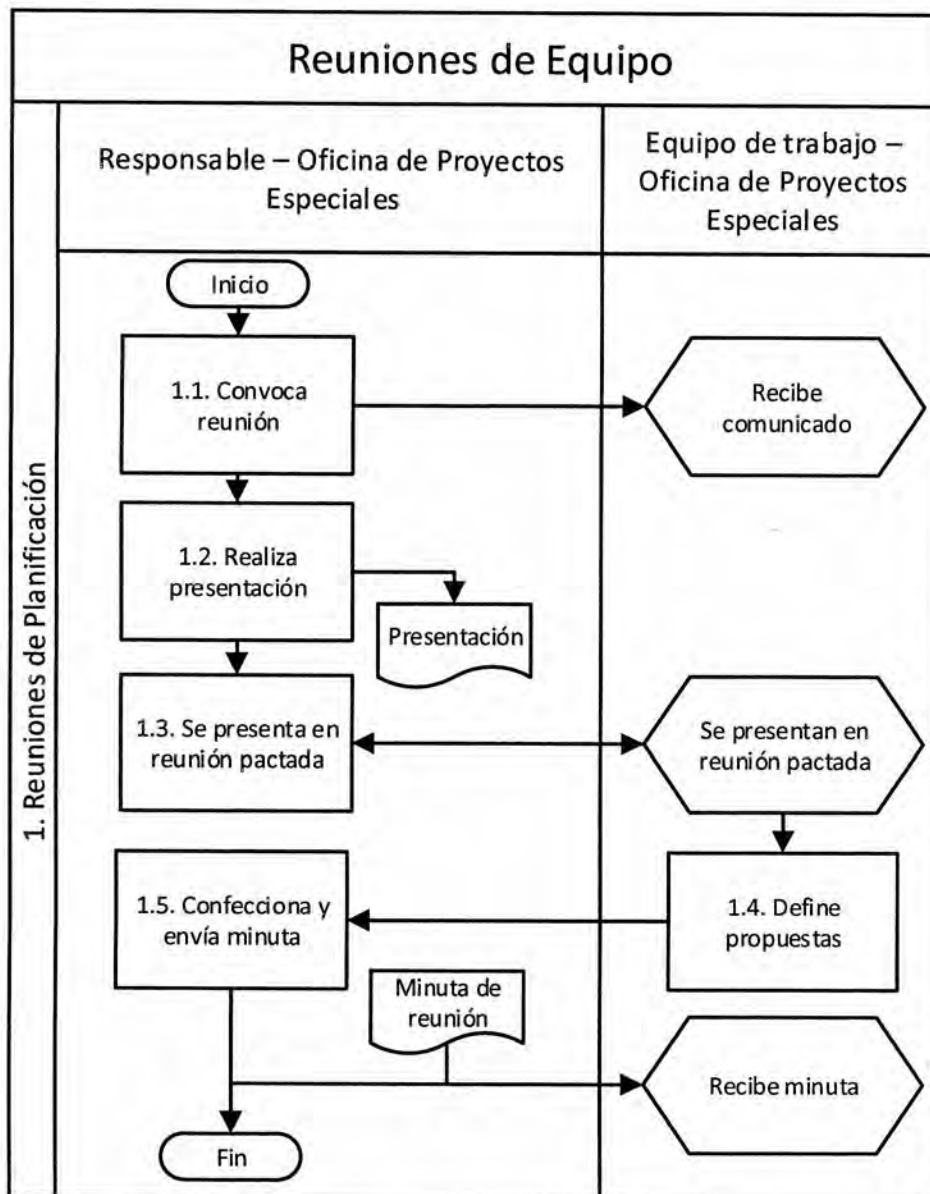 Reuniones de Equipo
Responsable – Oficina de Proyectos
Especiales
Equipo de trabajo –
Oficina de Proyectos
Especiales
1. Reuniones de Planificación
Inicio
1.1. Convoca
reunión
Recibe
comunicado
1.2. Realiza
presentación
Presentación
1.3. Se presenta en
reunión pactada
Se presentan en
reunión pactada
1.4. Define
propuestas
1.5. Confecciona y
envía minuta
Minuta de
reunión
Recibe minuta
Fin